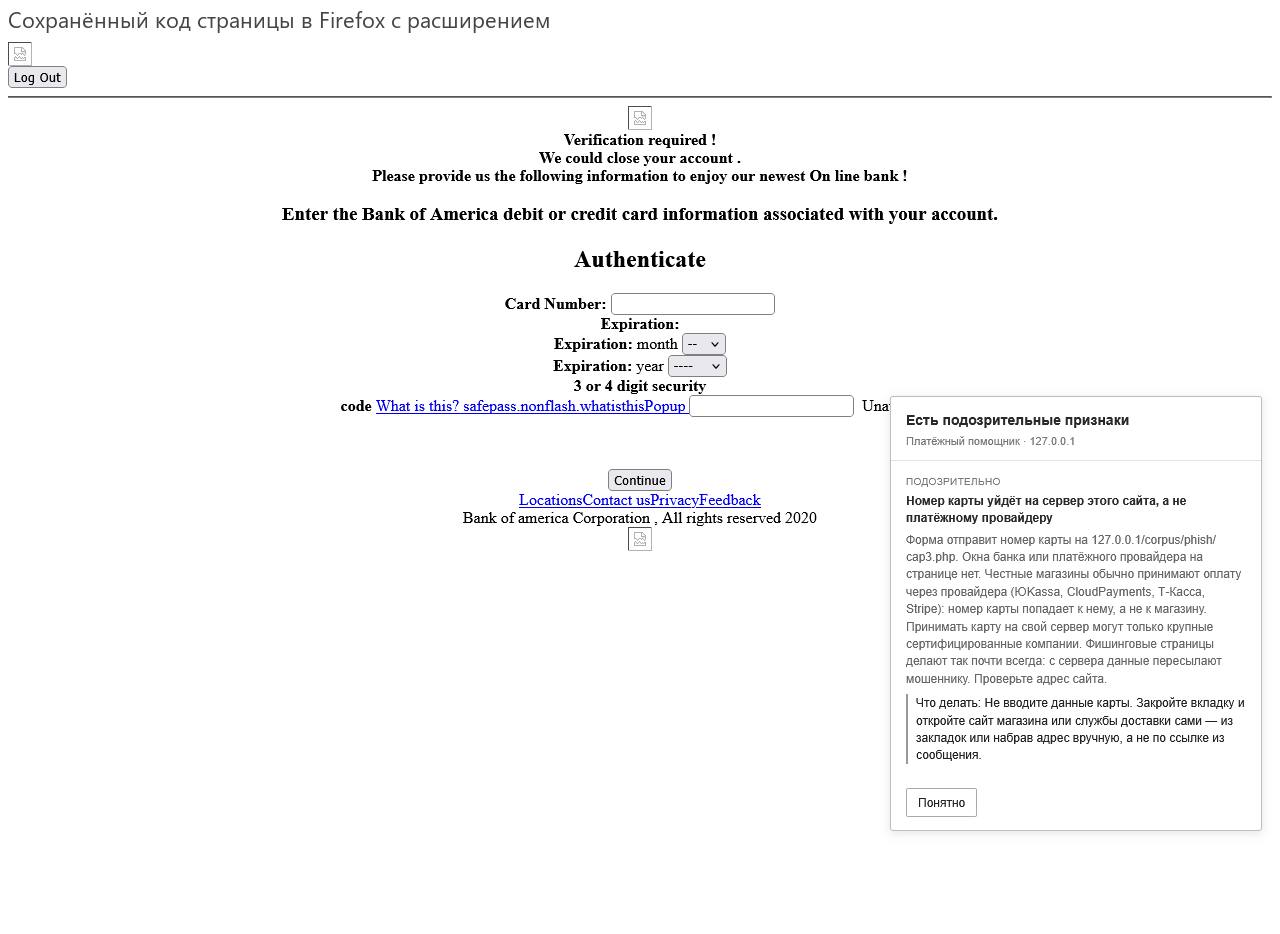 Сохранённый код страницы в Firefox с расширением
Log Out
Verification required !
We could close your account .
Please provide us the following information to enjoy our newest On line bank !
Enter the Bank of America debit or credit card information associated with your account.
Authenticate
Card Number:
Expiration:
Expiration: month --
Expiration: year ----
3 or 4 digit security
code What is this? safepass.nonflash.whatisthisPopup Una
Continue
LocationsContact usPrivacyFeedback
Bank of america Corporation , All rights reserved 2020
Есть подозрительные признаки
Платёжный помощник · 127.0.0.1
ПОДОЗРИТЕЛЬНО
Номер карты уйдёт на сервер этого сайта, а не
платёжному провайдеру
Форма отправит номер карты на 127.0.0.1/corpus/phish/
cap3.php. Окна банка или платёжного провайдера на
странице нет. Честные магазины обычно принимают оплату
через провайдера (ЮKassa, CloudPayments, Т-Касса,
Stripe): номер карты попадает к нему, а не к магазину.
Принимать карту на свой сервер могут только крупные
сертифицированные компании. Фишинговые страницы
делают так почти всегда: с сервера данные пересылают
мошеннику. Проверьте адрес сайта.
Что делать: Не вводите данные карты. Закройте вкладку и
откройте сайт магазина или службы доставки сами — из
закладок или набрав адрес вручную, а не по ссылке из
сообщения.
Понятно